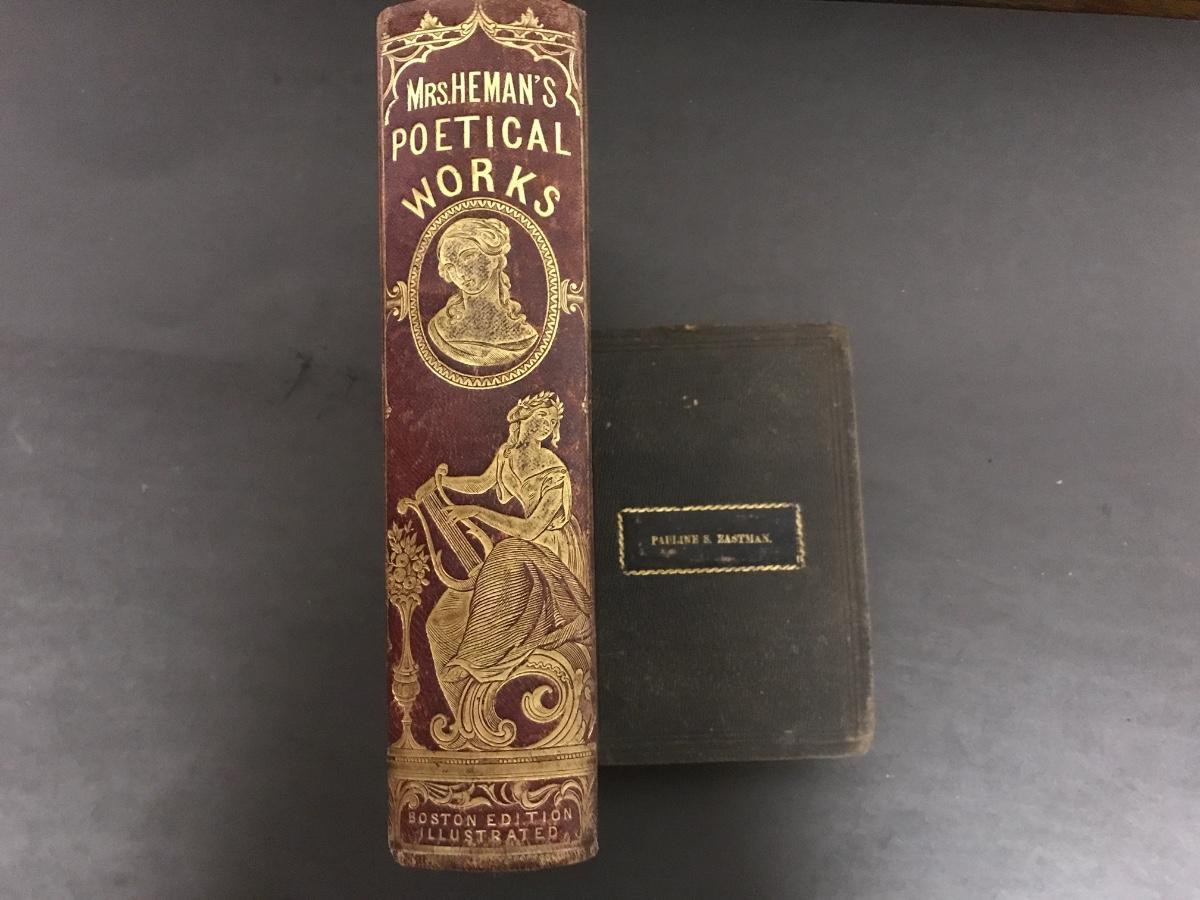 MRS. HEMAN'S
POETICAL
WORKS
BOSTON EDITION
ILLUSTRATED
PAULINE S. EASTMAN.